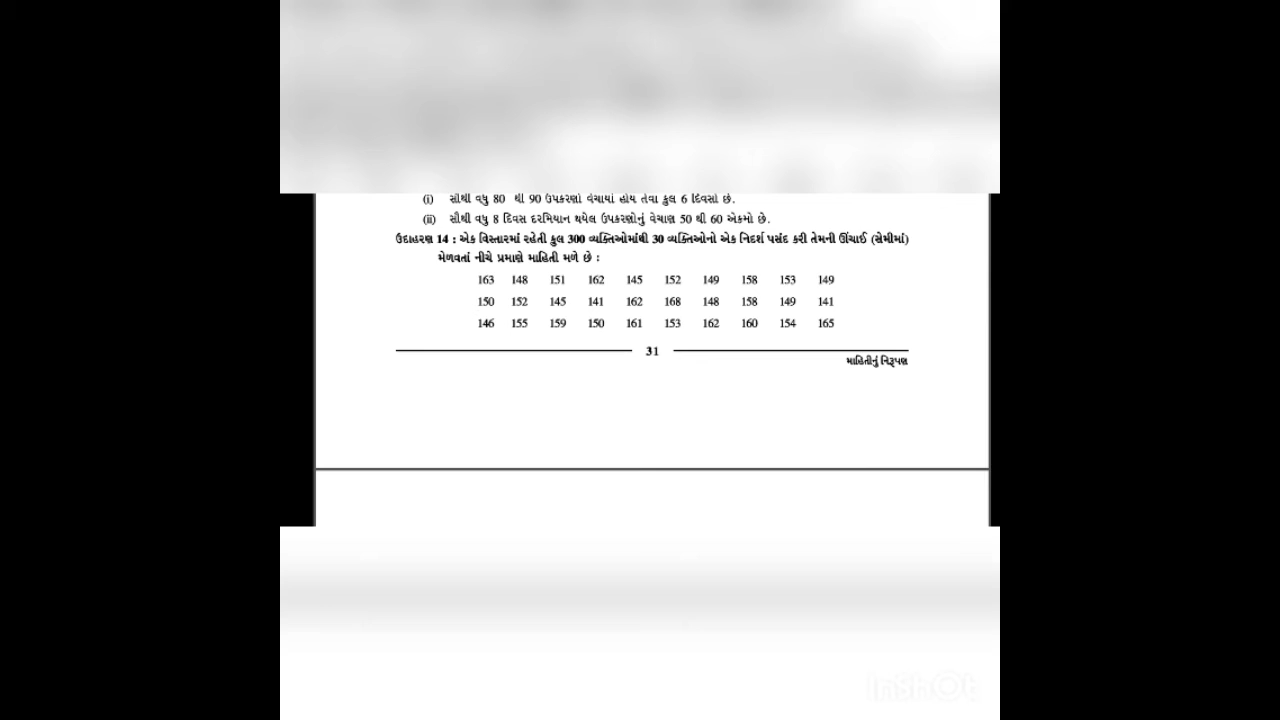 (i) સૌથી વધુ 80 થી 90 ઉપકરણો વેચાયાં હોય તેવા કુલ 6 દિવસો છે.
(ii) સૌથી વધુ 8 દિવસ દરમિયાન થયેલ ઉપકરણોનું વેચાણ 50 થી 60 એકમો છે.
ઉદાહરણ 14 : એક વિસ્તારમાં રહેતી કુલ 300 વ્યક્તિઓમાંથી 30 વ્યક્તિઓનો એક નિદર્શ પસંદ કરી તેમની ઊંચાઈ (સેમીમાં)
મેળવતાં નીચે પ્રમાણે માહિતી મળે છે :
163 148 151 162 145 152 149 158 153 149
150 152 145 141 162 168 148 158 149 141
146 155 159 150 161 153 162 160 154 165
31
માહિતીનું નિરૂપણ
InShOt